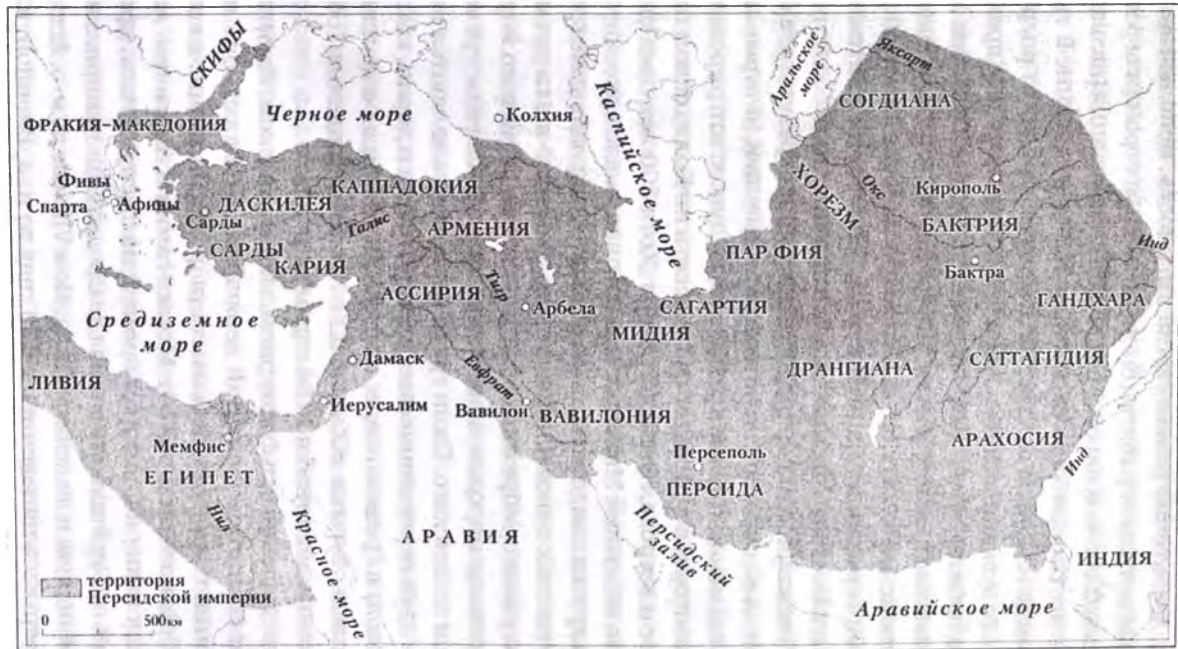 СКИФЫ
Яксарт
Аральское
море
СОГДИАНА
Черное море
Колхия
Каспийское море
ФРАКИЯ-МАКЕДОНИЯ
ХОРЕЗМ
Окс
Кирополь
Фивы
КАППАДОКИЯ
Спарта
Афины
ДАСКИЛЕЯ
Сарды
Галис
АРМЕНИЯ
БАКТРИЯ
Инд
САРДЫ
ПАР ФИЯ
Бактра
КАРИЯ
Тигр
АССИРИЯ
Арбела
САГАРТИЯ
ГАНДХАРА
Средиземное
море
МИДИЯ
Дамаск
Евфрат
ДРАНГИАНА
САТТАГИДИЯ
ЛИВИЯ
Иерусалим
Вавилон
ВАВИЛОНИЯ
АРАХОСИЯ
Мемфис
Персеполь
Инд
ЕГИПЕТ
ПЕРСИДА
Нил
Красное море
АРАВИЯ
Персидский
залив
ИНДИЯ
территория
Персидской империи
Аравийское море
0 500км